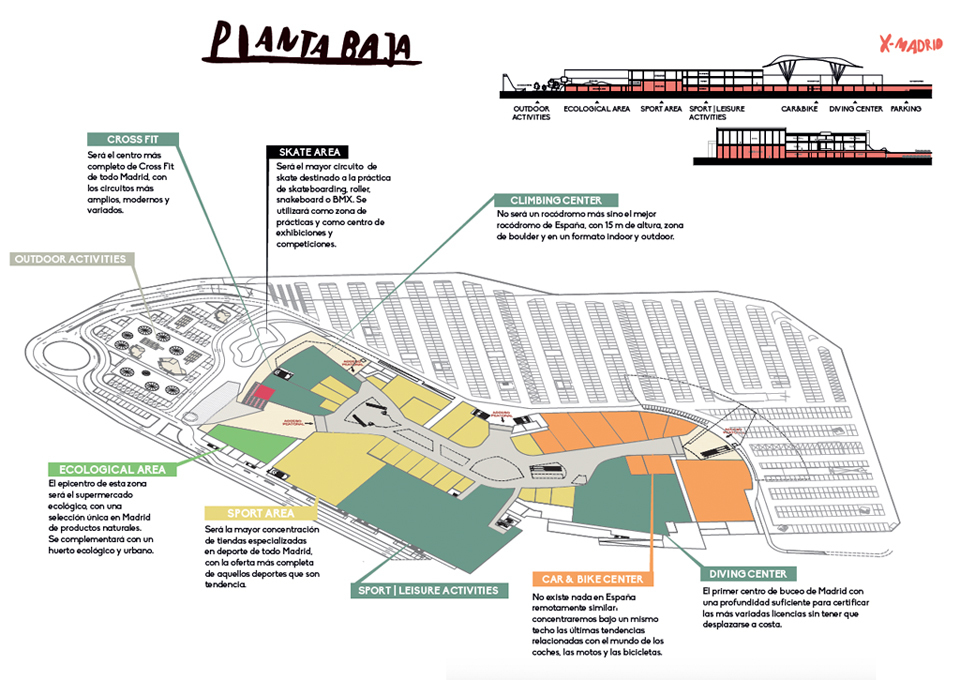 PLANTA BAJA
X-MADRID
OUTDOOR
ACTIVITIES
ECOLOGICAL AREA
SPORT AREA
SPORT | LEISURE
ACTIVITIES
CAR&BIKE
DIVING CENTER
PARKING
CROSS FIT
Será el centro más
completo de Cross Fit
de todo Madrid, con
los circuitos más
amplios, modernos y
variados.
SKATE AREA
Será el mayor circuito de
skate destinado a la práctica
de skateboarding, roller,
snakeboard o BMX. Se
utilizará como zona de
prácticas y como centro de
exhibiciones y
competiciones.
CLIMBING CENTER
No será un rocódromo más sino el mejor
rocódromo de España, con 15 m de altura, zona
de boulder y en un formato indoor y outdoor.
OUTDOOR ACTIVITIES
ACCESO
PEATONAL
ACCESO
PEATONAL
ACCESO
PEATONAL
ACCESO
PEATONAL
ECOLOGICAL AREA
El epicentro de esta zona
será el supermercado
ecológico, con una
selección única en Madrid
de productos naturales.
Se complementará con un
huerto ecológico y urbano.
SPORT AREA
Será la mayor concentración
de tiendas especializadas
en deporte de todo Madrid,
con la oferta más completa
de aquellos deportes que son
tendencia.
SPORT | LEISURE ACTIVITIES
CAR & BIKE CENTER
No existe nada en España
remotamente similar:
concentraremos bajo un mismo
techo las últimas tendencias
relacionadas con el mundo de los
coches, las motos y las bicicletas.
DIVING CENTER
El primer centro de buceo de Madrid con
una profundidad suficiente para certificar
las más variadas licencias sin tener que
desplazarse a costa.